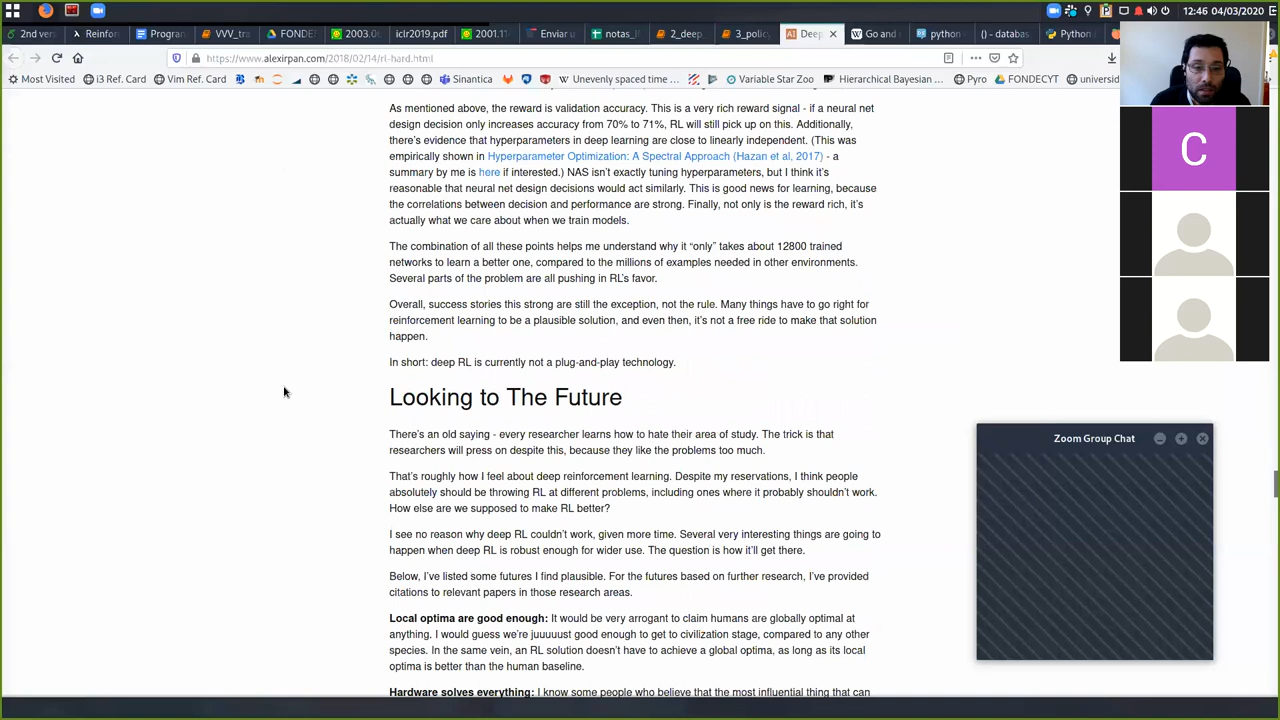 12:46 04/03/2020
2nd vers
Reinfor
Program
VVV_tra
FONDE
2003.06
iclr2019.pdf
2001.11
Enviar u
notas_l
2_deep
3_policy
Deep
Go and
python
() - databas
Python
https://www.alexirpan.com/2018/02/14/rl-hard.html
Most Visited
i3 Ref. Card
Vim Ref. Card
Sinantica
Unevenly spaced time ...
Variable Star Zoo
Hierarchical Bayesian ...
Pyro
FONDECYT
universid
As mentioned above, the reward is validation accuracy. This is a very rich reward signal - if a neural net
design decision only increases accuracy from 70% to 71%, RL will still pick up on this. Additionally,
there's evidence that hyperparameters in deep learning are close to linearly independent. (This was
empirically shown in Hyperparameter Optimization: A Spectral Approach (Hazan et al, 2017) - a
summary by me is here if interested.) NAS isn't exactly tuning hyperparameters, but I think it's
reasonable that neural net design decisions would act similarly. This is good news for learning, because
the correlations between decision and performance are strong. Finally, not only is the reward rich, it's
actually what we care about when we train models.
The combination of all these points helps me understand why it “only” takes about 12800 trained
networks to learn a better one, compared to the millions of examples needed in other environments.
Several parts of the problem are all pushing in RL's favor.
Overall, success stories this strong are still the exception, not the rule. Many things have to go right for
reinforcement learning to be a plausible solution, and even then, it's not a free ride to make that solution
happen.
In short: deep RL is currently not a plug-and-play technology.
Looking to The Future
There's an old saying - every researcher learns how to hate their area of study. The trick is that
researchers will press on despite this, because they like the problems too much.
That's roughly how I feel about deep reinforcement learning. Despite my reservations, I think people
absolutely should be throwing RL at different problems, including ones where it probably shouldn't work.
How else are we supposed to make RL better?
I see no reason why deep RL couldn't work, given more time. Several very interesting things are going to
happen when deep RL is robust enough for wider use. The question is how it'll get there.
Below, I've listed some futures I find plausible. For the futures based on further research, I've provided
citations to relevant papers in those research areas.
Local optima are good enough: It would be very arrogant to claim humans are globally optimal at
anything. I would guess we're juuuuust good enough to get to civilization stage, compared to any other
species. In the same vein, an RL solution doesn't have to achieve a global optima, as long as its local
optima is better than the human baseline.
Hardware solves everything: I know some people who believe that the most influential thing that can
C
Zoom Group Chat